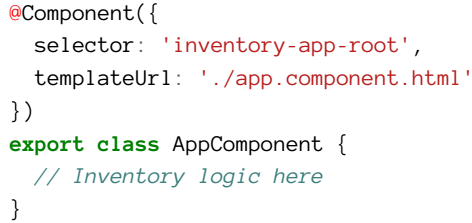 @Component({
  selector: 'inventory-app-root',
  templateUrl: './app.component.html'
})
export class AppComponent {
  // Inventory logic here
}